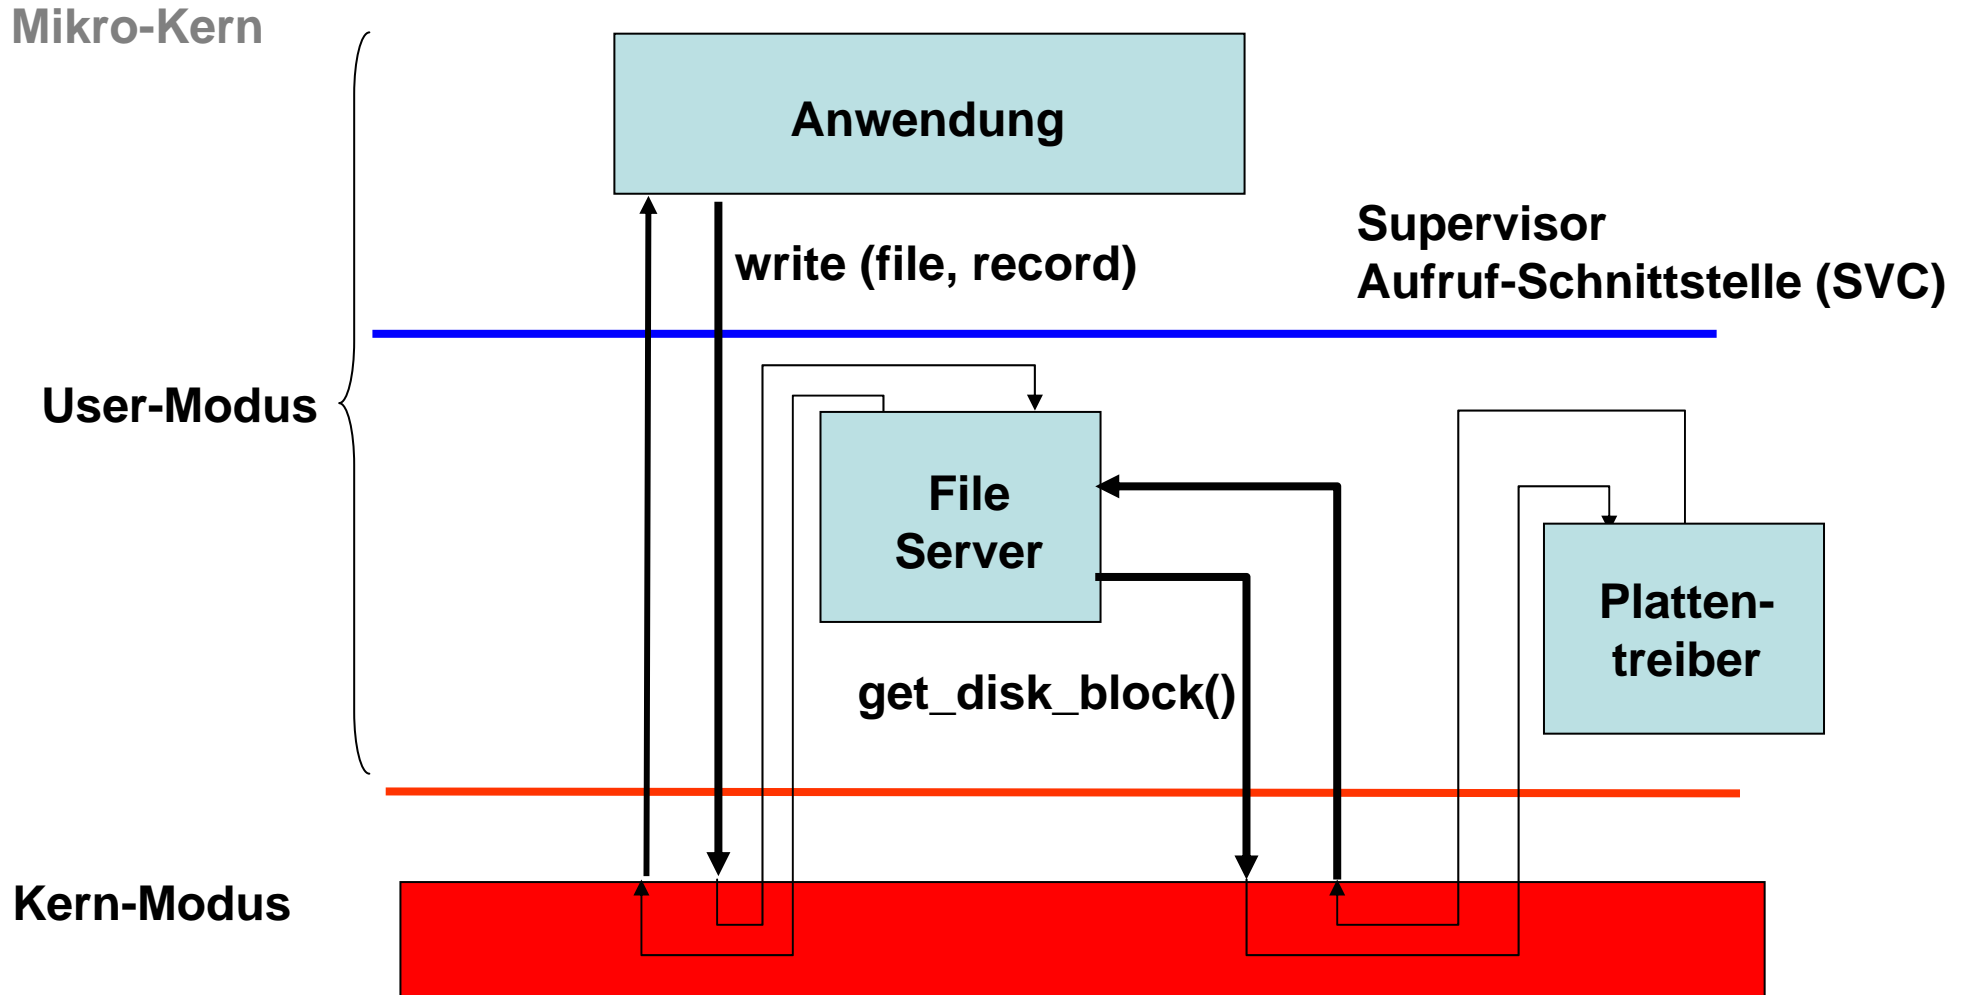 Mikro-Kern
Anwendung
write (file, record)
Supervisor
Aufruf-Schnittstelle (SVC)
User-Modus
File
Server
Platten-
treiber
get_disk_block()
Kern-Modus